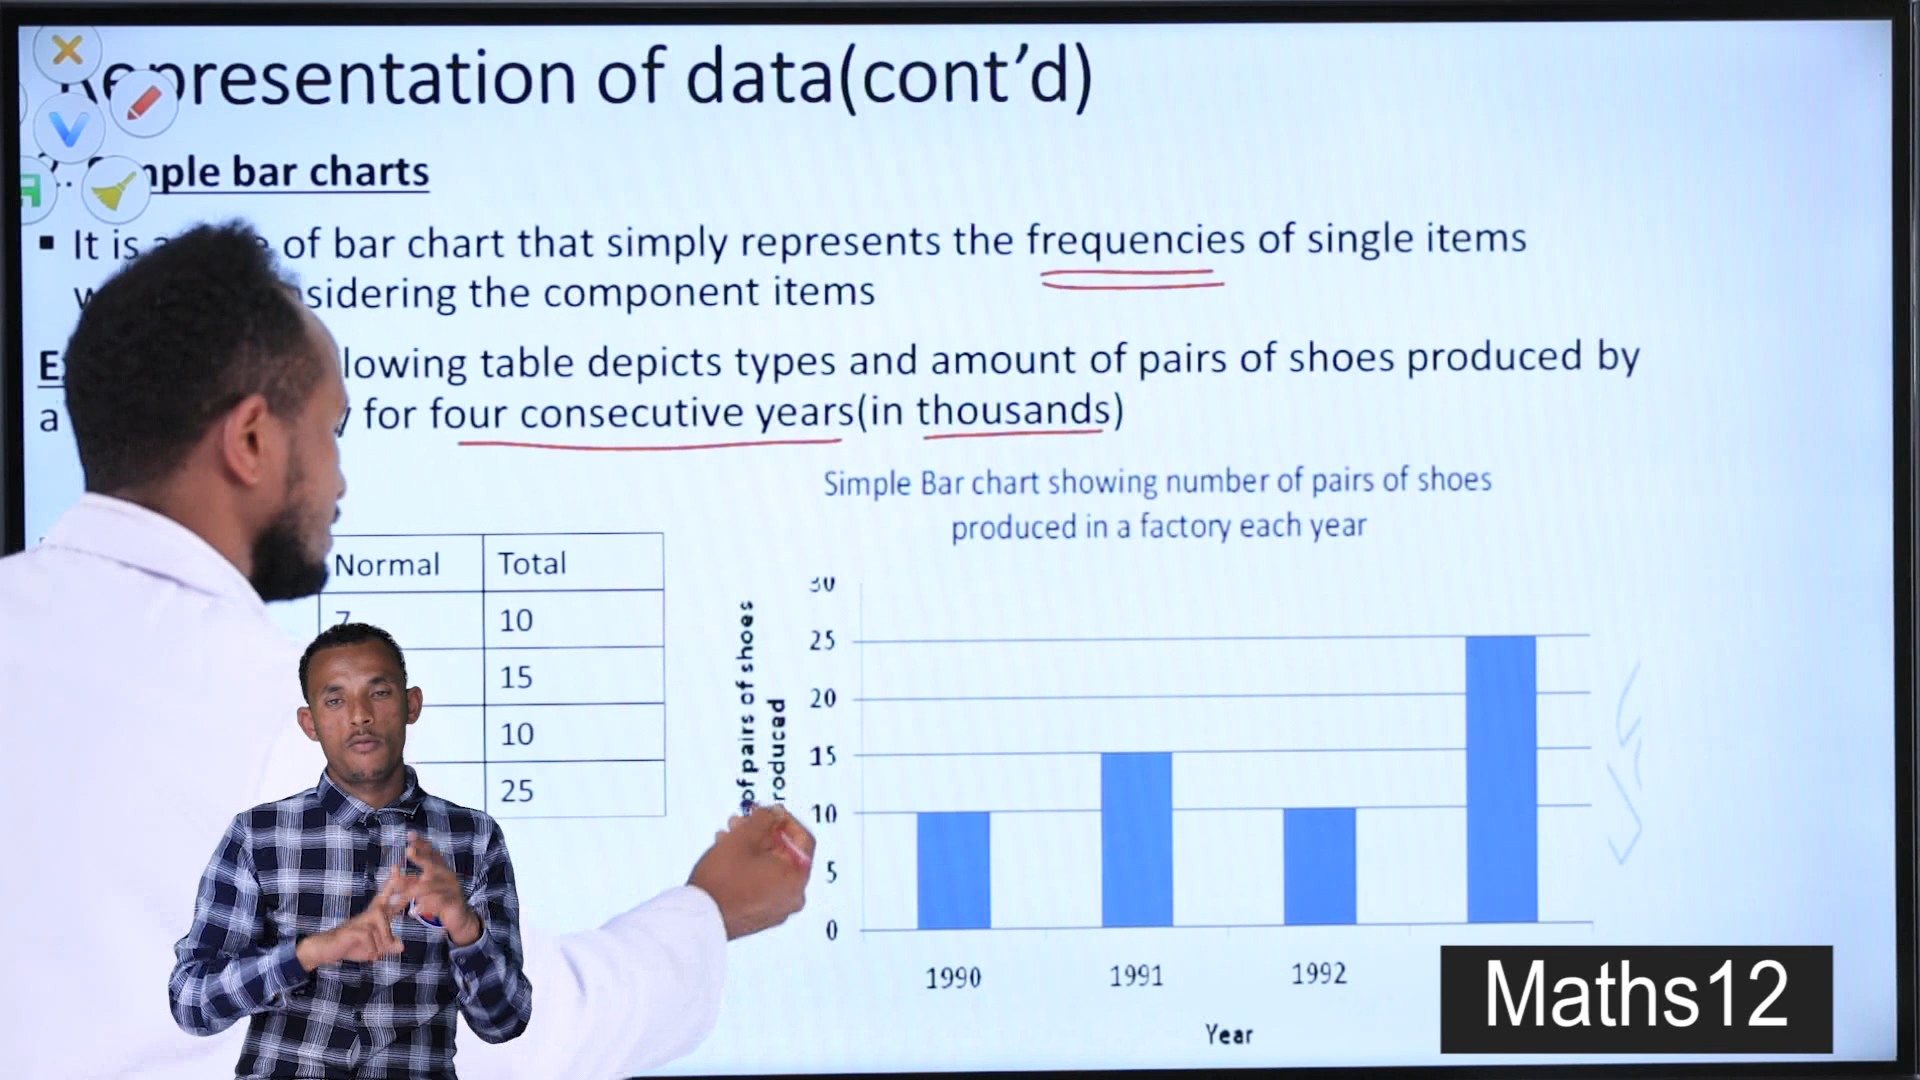 Representation of data(cont'd)
Simple bar charts
▪ It is of bar chart that simply represents the frequencies of single items
the component items
table depicts types and amount of pairs of shoes produced by
a for four consecutive years(in thousands)
Simple Bar chart showing number of pairs of shoes
produced in a factory each year
Normal Total
7 10
15
10
25
of pairs of shoes
30
25
20
15
10
5
0
1990 1991 1992
Year
Maths12